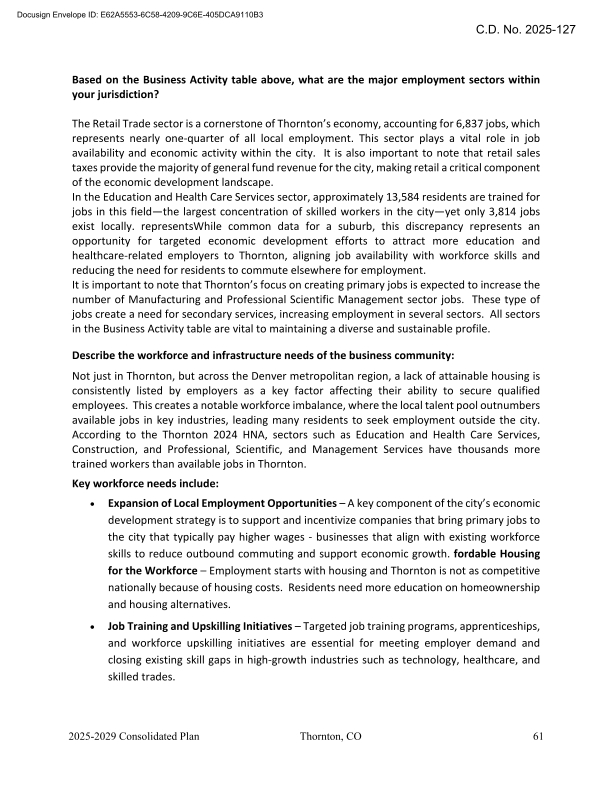 Docusign Envelope ID: E62A5553-6C58-4209-9C6E-405DCA9110B3
C.D. No. 2025-127
Based on the Business Activity table above, what are the major employment sectors within
your jurisdiction?
The Retail Trade sector is a cornerstone of Thornton’s economy, accounting for 6,837 jobs, which
represents nearly one-quarter of all local employment. This sector plays a vital role in job
availability and economic activity within the city. It is also important to note that retail sales
taxes provide the majority of general fund revenue for the city, making retail a critical component
of the economic development landscape.
In the Education and Health Care Services sector, approximately 13,584 residents are trained for
jobs in this field—the largest concentration of skilled workers in the city—yet only 3,814 jobs
exist locally. representsWhile common data for a suburb, this discrepancy represents an
opportunity for targeted economic development efforts to attract more education and
healthcare-related employers to Thornton, aligning job availability with workforce skills and
reducing the need for residents to commute elsewhere for employment.
It is important to note that Thornton’s focus on creating primary jobs is expected to increase the
number of Manufacturing and Professional Scientific Management sector jobs. These type of
jobs create a need for secondary services, increasing employment in several sectors. All sectors
in the Business Activity table are vital to maintaining a diverse and sustainable profile.
Describe the workforce and infrastructure needs of the business community:
Not just in Thornton, but across the Denver metropolitan region, a lack of attainable housing is
consistently listed by employers as a key factor affecting their ability to secure qualified
employees. This creates a notable workforce imbalance, where the local talent pool outnumbers
available jobs in key industries, leading many residents to seek employment outside the city.
According to the Thornton 2024 HNA, sectors such as Education and Health Care Services,
Construction, and Professional, Scientific, and Management Services have thousands more
trained workers than available jobs in Thornton.
Key workforce needs include:
• Expansion of Local Employment Opportunities – A key component of the city’s economic
development strategy is to support and incentivize companies that bring primary jobs to
the city that typically pay higher wages - businesses that align with existing workforce
skills to reduce outbound commuting and support economic growth. fordable Housing
for the Workforce – Employment starts with housing and Thornton is not as competitive
nationally because of housing costs. Residents need more education on homeownership
and housing alternatives.
• Job Training and Upskilling Initiatives – Targeted job training programs, apprenticeships,
and workforce upskilling initiatives are essential for meeting employer demand and
closing existing skill gaps in high-growth industries such as technology, healthcare, and
skilled trades.
2025-2029 Consolidated Plan Thornton, CO 61